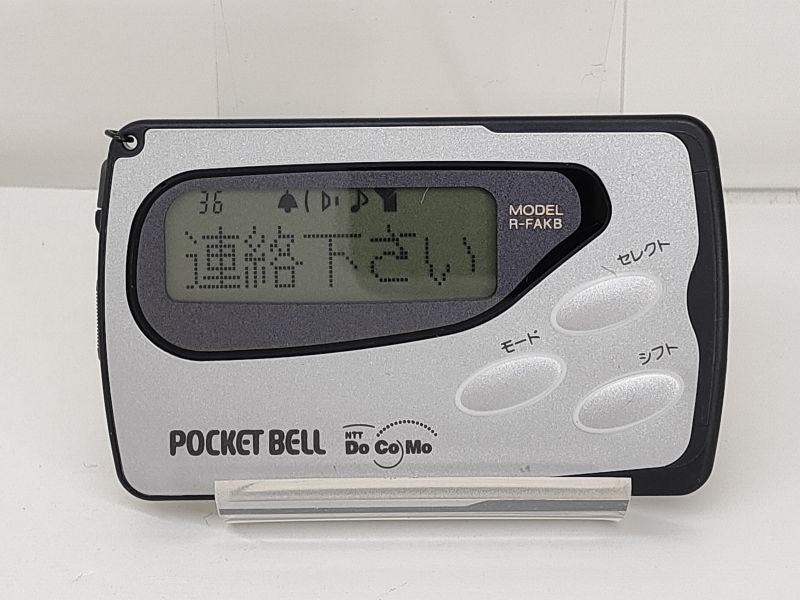 36
連絡下さい
MODEL
R-FAKB
セレクト
モード
シフト
POCKET BELL
NTT
DoCoMo